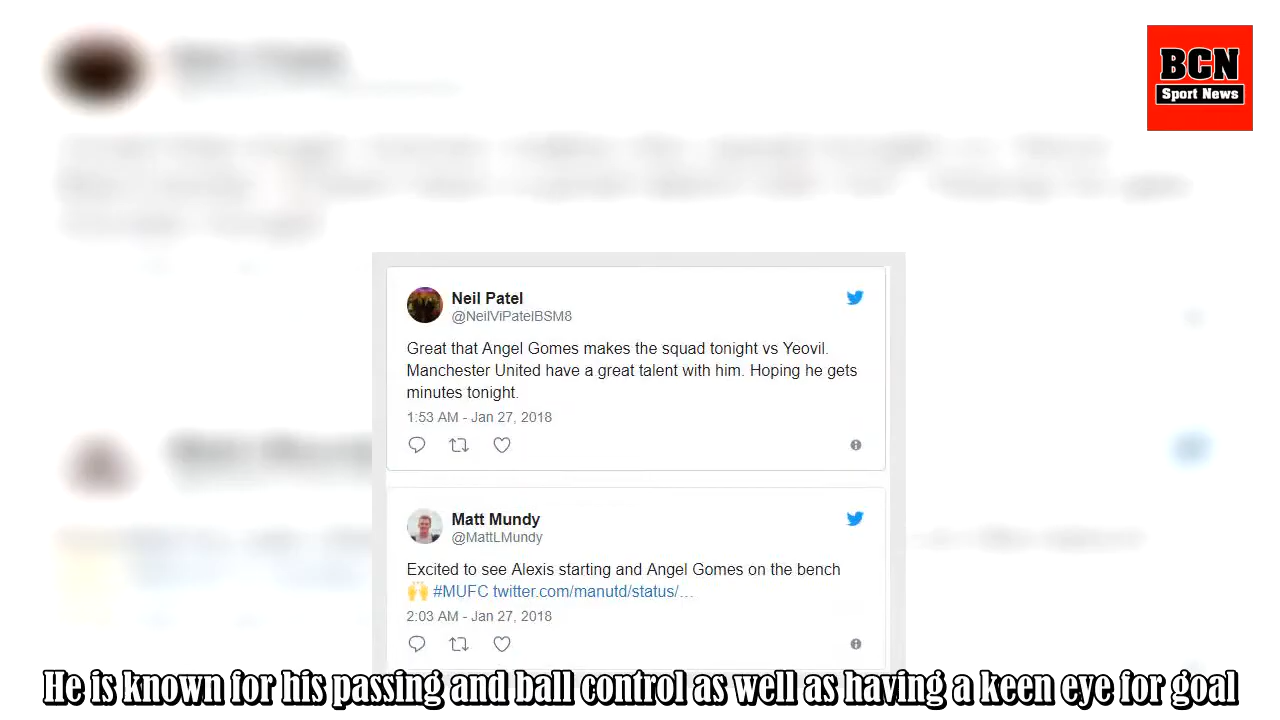 BCN
Sport News
Neil Patel
@NeilViPatelBSM8
Great that Angel Gomes makes the squad tonight vs Yeovil.
Manchester United have a great talent with him. Hoping he gets
minutes tonight.
1:53 AM - Jan 27, 2018
Matt Mundy
@MattLMundy
Excited to see Alexis starting and Angel Gomes on the bench
🙌 #MUFC twitter.com/manutd/status/…
2:03 AM - Jan 27, 2018
He is known for his passing and ball control as well as having a keen eye for goal